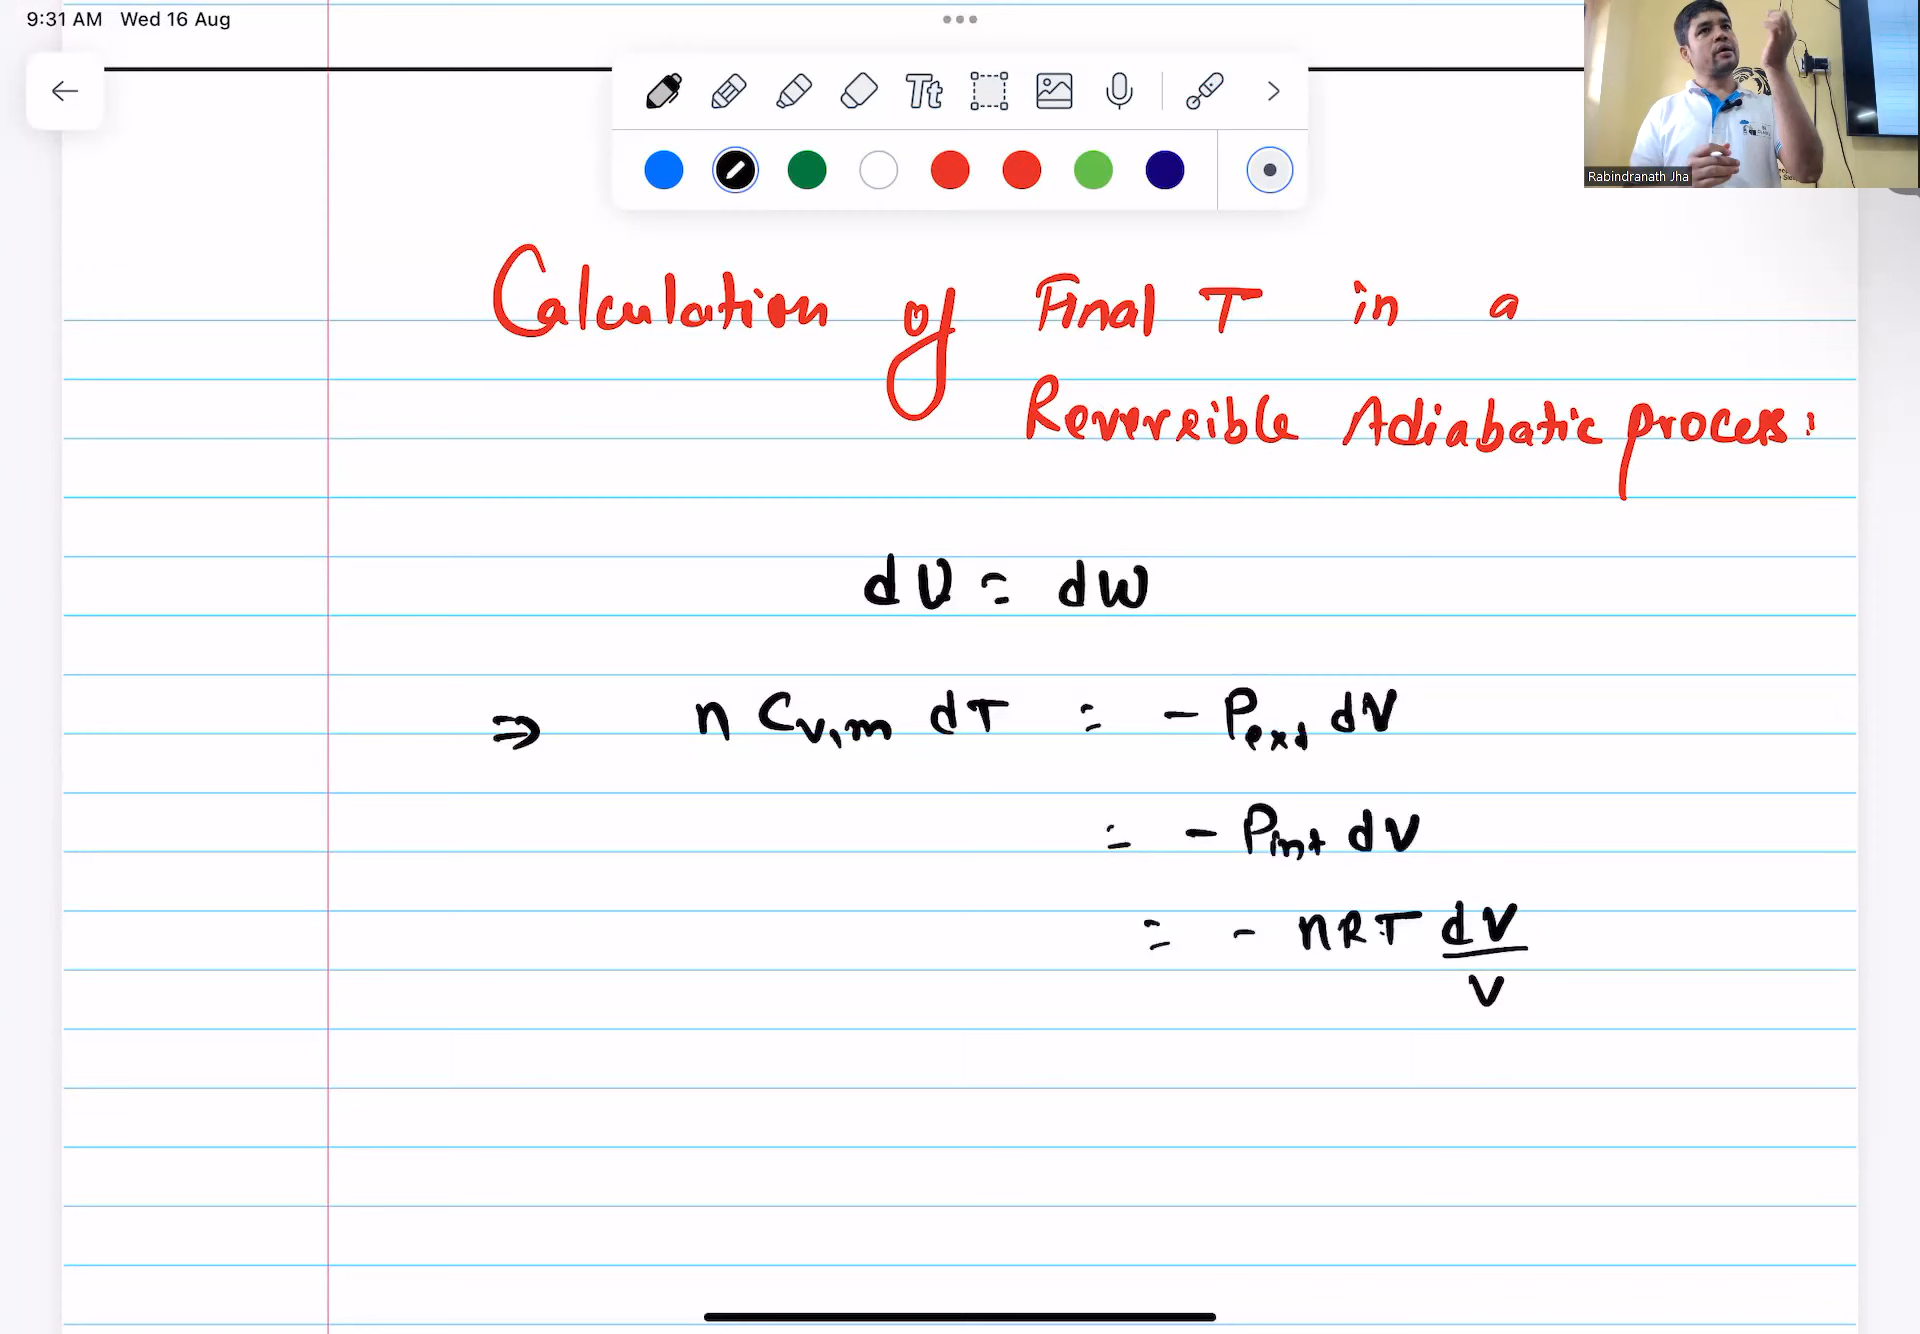 9:31 AM Wed 16 Aug
Tt
Rabindranath Jha
Calculation of Final T in a
Reversible Adiabatic process:
dU = dW
⇒ n Cv,m dT = - Pext dV
= - Pint dV
= - nRT dV/V